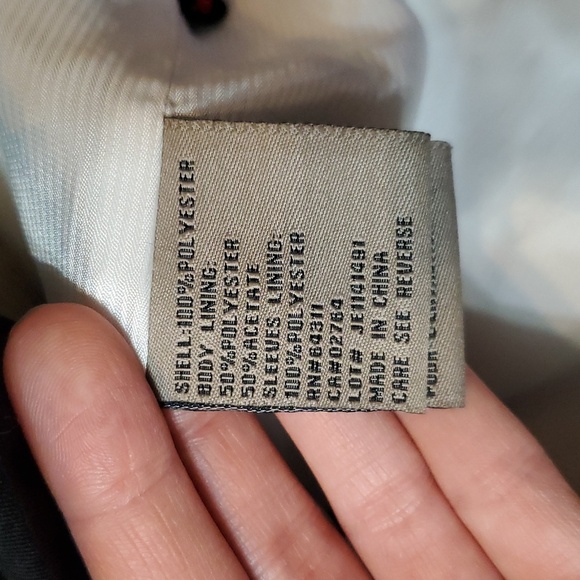 SHELL:100%POLYESTER
BODY LINING:
50%POLYESTER
50%ACETATE
SLEEVES LINING:
100%POLYESTER
RN#64311
CA#02764
LOT# JE1141491
MADE IN CHINA
CARE SEE REVERSE
POUR